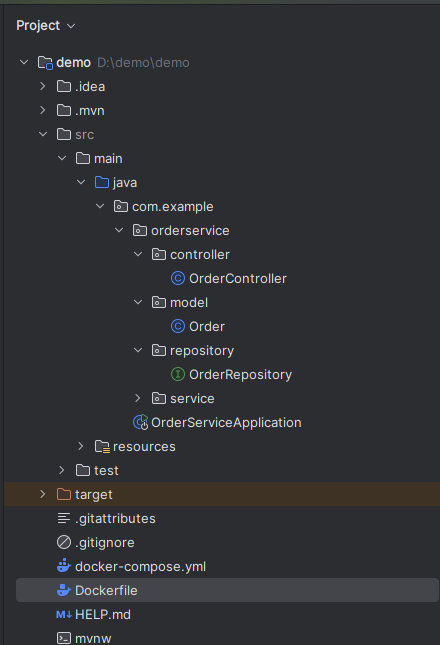 Project
demo D:\demo\demo
.idea
.mvn
src
main
java
com.example
orderservice
controller
OrderController
model
Order
repository
OrderRepository
service
OrderServiceApplication
resources
test
target
.gitattributes
.gitignore
docker-compose.yml
Dockerfile
HELP.md
mvnw